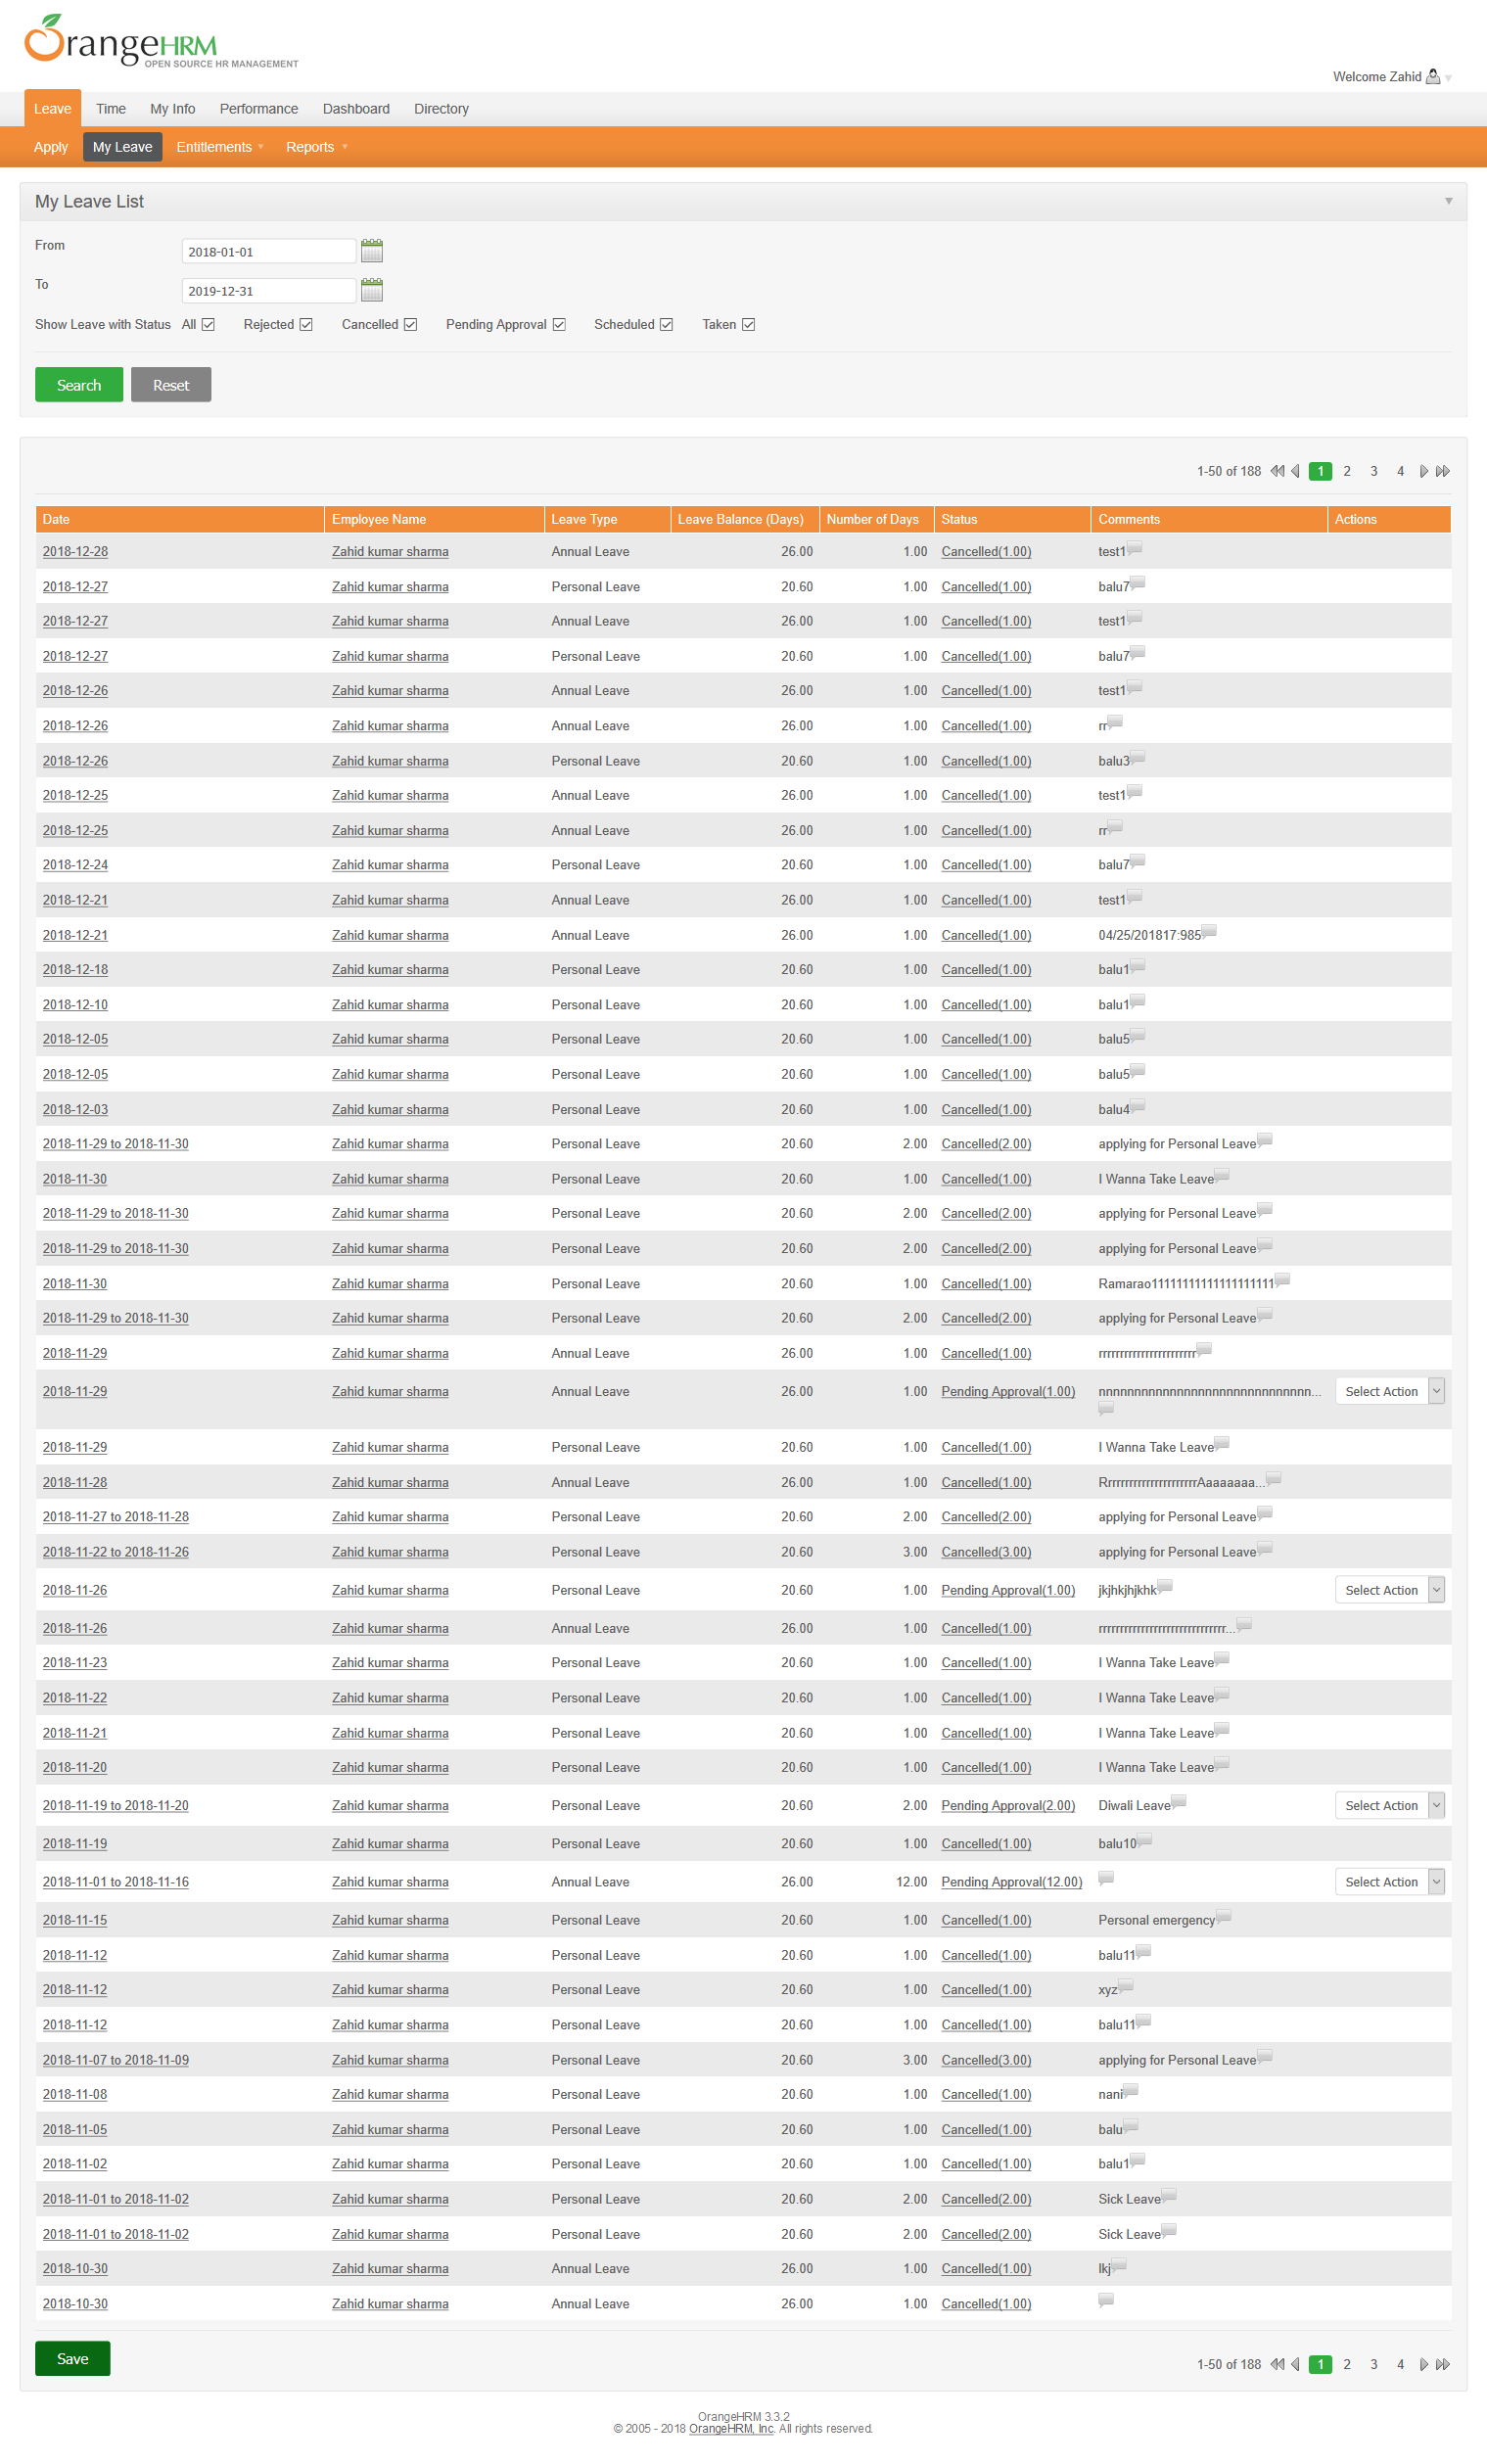 OrangeHRM
OPEN SOURCE HR MANAGEMENT
Welcome Zahid
Leave Time My Info Performance Dashboard Directory
Apply My Leave Entitlements Reports
My Leave List
From 2018-01-01
To 2019-12-31
Show Leave with Status All Rejected Cancelled Pending Approval Scheduled Taken
Search Reset
1-50 of 188 1 2 3 4
Date Employee Name Leave Type Leave Balance (Days) Number of Days Status Comments Actions
2018-12-28 Zahid kumar sharma Annual Leave 26.00 1.00 Cancelled(1.00) test1
2018-12-27 Zahid kumar sharma Personal Leave 20.60 1.00 Cancelled(1.00) balu7
2018-12-27 Zahid kumar sharma Annual Leave 26.00 1.00 Cancelled(1.00) test1
2018-12-27 Zahid kumar sharma Personal Leave 20.60 1.00 Cancelled(1.00) balu7
2018-12-26 Zahid kumar sharma Annual Leave 26.00 1.00 Cancelled(1.00) test1
2018-12-26 Zahid kumar sharma Annual Leave 26.00 1.00 Cancelled(1.00) rr
2018-12-26 Zahid kumar sharma Personal Leave 20.60 1.00 Cancelled(1.00) balu3
2018-12-25 Zahid kumar sharma Annual Leave 26.00 1.00 Cancelled(1.00) test1
2018-12-25 Zahid kumar sharma Annual Leave 26.00 1.00 Cancelled(1.00) rr
2018-12-24 Zahid kumar sharma Personal Leave 20.60 1.00 Cancelled(1.00) balu7
2018-12-21 Zahid kumar sharma Annual Leave 26.00 1.00 Cancelled(1.00) test1
2018-12-21 Zahid kumar sharma Annual Leave 26.00 1.00 Cancelled(1.00) 04/25/201817:985
2018-12-18 Zahid kumar sharma Personal Leave 20.60 1.00 Cancelled(1.00) balu1
2018-12-10 Zahid kumar sharma Personal Leave 20.60 1.00 Cancelled(1.00) balu1
2018-12-05 Zahid kumar sharma Personal Leave 20.60 1.00 Cancelled(1.00) balu5
2018-12-05 Zahid kumar sharma Personal Leave 20.60 1.00 Cancelled(1.00) balu5
2018-12-03 Zahid kumar sharma Personal Leave 20.60 1.00 Cancelled(1.00) balu4
2018-11-29 to 2018-11-30 Zahid kumar sharma Personal Leave 20.60 2.00 Cancelled(2.00) applying for Personal Leave
2018-11-30 Zahid kumar sharma Personal Leave 20.60 1.00 Cancelled(1.00) I Wanna Take Leave
2018-11-29 to 2018-11-30 Zahid kumar sharma Personal Leave 20.60 2.00 Cancelled(2.00) applying for Personal Leave
2018-11-29 to 2018-11-30 Zahid kumar sharma Personal Leave 20.60 2.00 Cancelled(2.00) applying for Personal Leave
2018-11-30 Zahid kumar sharma Personal Leave 20.60 1.00 Cancelled(1.00)
2018-11-29 to 2018-11-30 Zahid kumar sharma Personal Leave 20.60 2.00 Cancelled(2.00) applying for Personal Leave
2018-11-29 Zahid kumar sharma Annual Leave 26.00 1.00 Cancelled(1.00)
2018-11-29 Zahid kumar sharma Annual Leave 26.00 1.00 Pending Approval(1.00) Select Action
2018-11-29 Zahid kumar sharma Personal Leave 20.60 1.00 Cancelled(1.00) I Wanna Take Leave
2018-11-28 Zahid kumar sharma Annual Leave 26.00 1.00 Cancelled(1.00)
2018-11-27 to 2018-11-28 Zahid kumar sharma Personal Leave 20.60 2.00 Cancelled(2.00) applying for Personal Leave
2018-11-22 to 2018-11-26 Zahid kumar sharma Personal Leave 20.60 3.00 Cancelled(3.00) applying for Personal Leave
2018-11-26 Zahid kumar sharma Personal Leave 20.60 1.00 Pending Approval(1.00) jkjhkjhjkhk Select Action
2018-11-26 Zahid kumar sharma Annual Leave 26.00 1.00 Cancelled(1.00)
2018-11-23 Zahid kumar sharma Personal Leave 20.60 1.00 Cancelled(1.00) I Wanna Take Leave
2018-11-22 Zahid kumar sharma Personal Leave 20.60 1.00 Cancelled(1.00) I Wanna Take Leave
2018-11-21 Zahid kumar sharma Personal Leave 20.60 1.00 Cancelled(1.00) I Wanna Take Leave
2018-11-20 Zahid kumar sharma Personal Leave 20.60 1.00 Cancelled(1.00) I Wanna Take Leave
2018-11-19 to 2018-11-20 Zahid kumar sharma Personal Leave 20.60 2.00 Pending Approval(2.00) Diwali Leave Select Action
2018-11-19 Zahid kumar sharma Personal Leave 20.60 1.00 Cancelled(1.00) balu10
2018-11-01 to 2018-11-16 Zahid kumar sharma Annual Leave 26.00 12.00 Pending Approval(12.00) Select Action
2018-11-15 Zahid kumar sharma Personal Leave 20.60 1.00 Cancelled(1.00) Personal emergency
2018-11-12 Zahid kumar sharma Personal Leave 20.60 1.00 Cancelled(1.00) balu11
2018-11-12 Zahid kumar sharma Personal Leave 20.60 1.00 Cancelled(1.00) xyz
2018-11-12 Zahid kumar sharma Personal Leave 20.60 1.00 Cancelled(1.00) balu11
2018-11-07 to 2018-11-09 Zahid kumar sharma Personal Leave 20.60 3.00 Cancelled(3.00) applying for Personal Leave
2018-11-08 Zahid kumar sharma Personal Leave 20.60 1.00 Cancelled(1.00) nani
2018-11-05 Zahid kumar sharma Personal Leave 20.60 1.00 Cancelled(1.00) balu
2018-11-02 Zahid kumar sharma Personal Leave 20.60 1.00 Cancelled(1.00) balu1
2018-11-01 to 2018-11-02 Zahid kumar sharma Personal Leave 20.60 2.00 Cancelled(2.00) Sick Leave
2018-11-01 to 2018-11-02 Zahid kumar sharma Personal Leave 20.60 2.00 Cancelled(2.00) Sick Leave
2018-10-30 Zahid kumar sharma Annual Leave 26.00 1.00 Cancelled(1.00) lkj
2018-10-30 Zahid kumar sharma Annual Leave 26.00 1.00 Cancelled(1.00)
Save 1-50 of 188 1 2 3 4
OrangeHRM 3.3.2
© 2005 - 2018 OrangeHRM, Inc. All rights reserved.